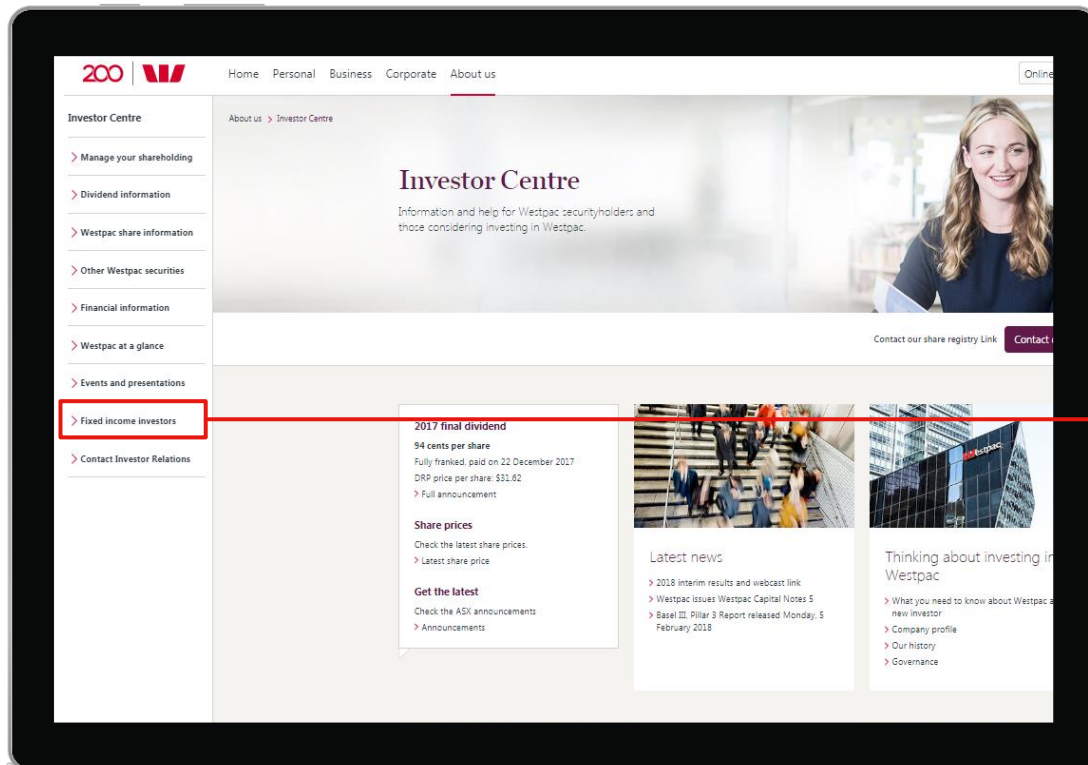 200
Home Personal Business Corporate About us
Online
Investor Centre
Manage your shareholding
Dividend information
Westpac share information
Other Westpac securities
Financial information
Westpac at a glance
Events and presentations
Fixed income investors
Contact Investor Relations
About us > Investor Centre
Investor Centre
Information and help for Westpac securityholders and
those considering investing in Westpac.
Contact our share registry Link
Contact
2017 final dividend
94 cents per share
Fully franked, paid on 22 December 2017
DRP price per share: $31.62
> Full announcement
Share prices
Check the latest share prices.
> Latest share price
Get the latest
Check the ASX announcements
> Announcements
Latest news
> 2018 interim results and webcast link
> Westpac issues Westpac Capital Notes 5
> Basel III, Pillar 3 Report released Monday, 5
February 2018
Westpac
Thinking about investing in
Westpac
> What you need to know about Westpac a
new investor
> Company profile
> Our history
> Governance